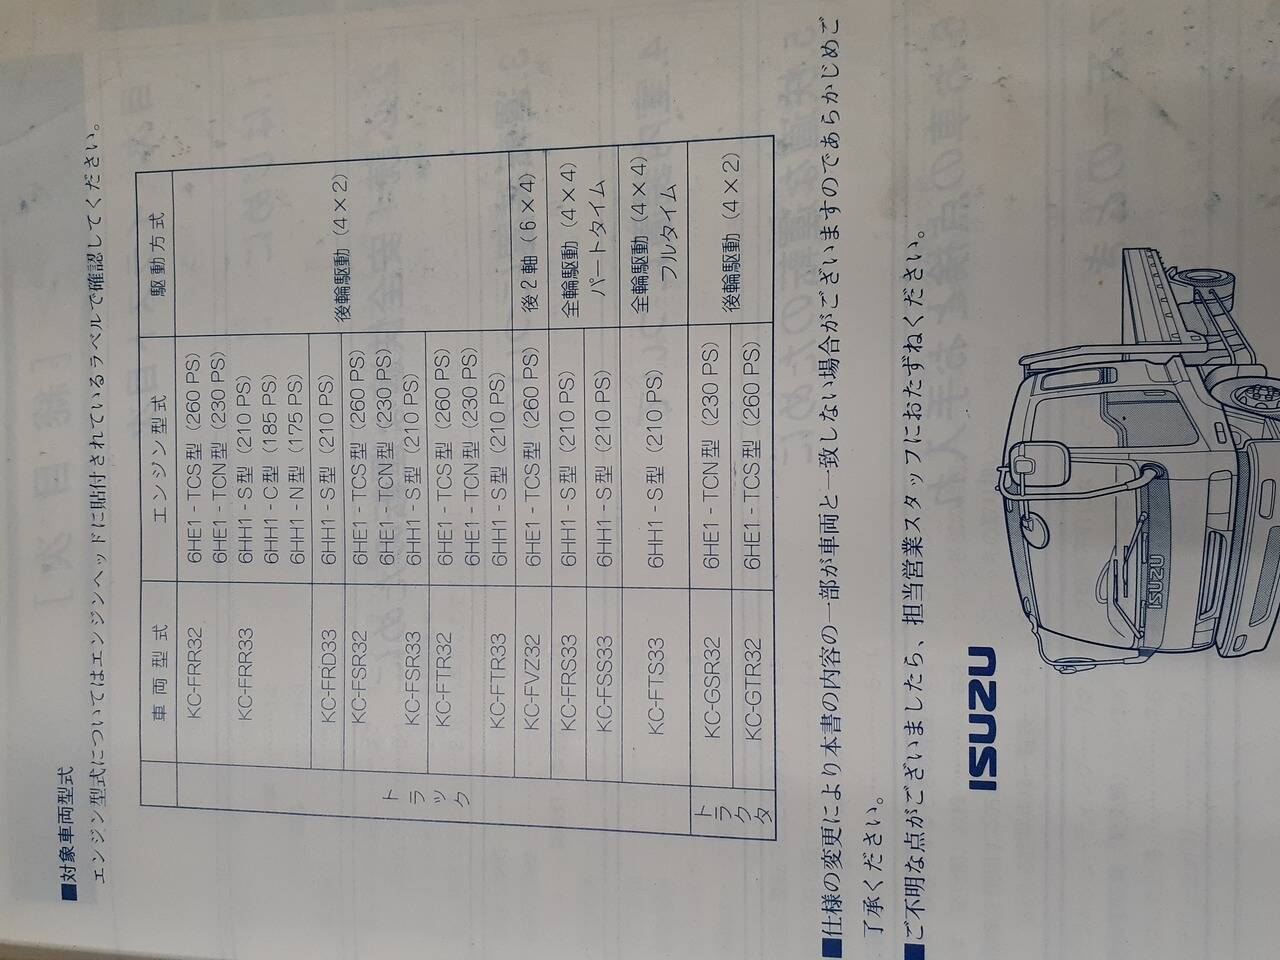 ■対象車両型式
エンジン型式についてはエンジンヘッドに貼付されているラベルで確認してください。
車両型式 エンジン型式 駆動方式
トラック
KC-FRR32 6HE1-TCS型(260 PS) 後輪駆動(4×2)
6HE1-TCN型(230 PS)
KC-FRR33 6HH1-S型(210 PS)
6HH1-C型(185 PS)
6HH1-N型(175 PS)
KC-FRD33 6HH1-S型(210 PS)
KC-FSR32 6HE1-TCS型(260 PS)
6HE1-TCN型(230 PS)
KC-FSR33 6HH1-S型(210 PS)
KC-FTR32 6HE1-TCS型(260 PS)
6HE1-TCN型(230 PS)
KC-FTR33 6HH1-S型(210 PS)
KC-FVZ32 6HE1-TCS型(260 PS) 後2軸(6×4)
KC-FRS33 6HH1-S型(210 PS) 全輪駆動(4×4)
KC-FSS33 6HH1-S型(210 PS) パートタイム
KC-FTS33 6HH1-S型(210 PS) 全輪駆動(4×4)
フルタイム
トラクタ
KC-GSR32 6HE1-TCN型(230 PS) 後輪駆動(4×2)
KC-GTR32 6HE1-TCS型(260 PS)
■仕様の変更により本書の内容の一部が車両と一致しない場合がございますのであらかじめご
了承ください。
■ご不明な点がございましたら、担当営業スタッフにおたずねください。
ISUZU
ISUZU